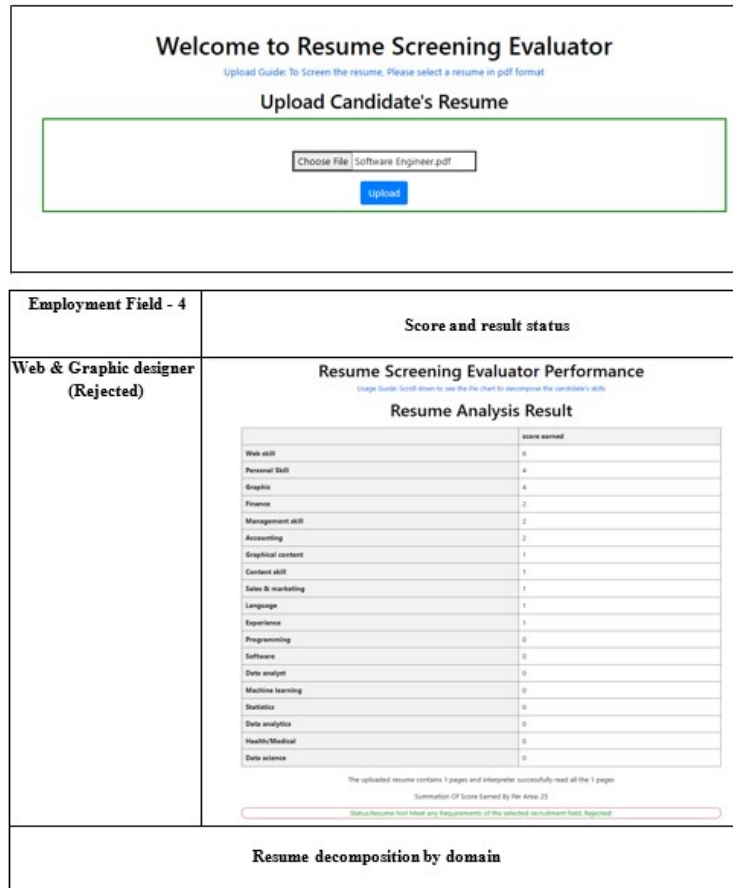 Welcome to Resume Screening Evaluator
Upload Guide: To Screen the resume, Please select a resume in pdf format
Upload Candidate's Resume
Choose File Software Engineer.pdf
Upload
Employment Field - 4
Score and result status
Web & Graphic designer
(Rejected)
Resume Screening Evaluator Performance
Usage Guide: Scroll down to see the Pie chart to decompose the candidate's skills
Resume Analysis Result
score earned
Web skill 6
Personal Skill 4
Graphic 4
Finance 2
Management skill 2
Accounting 2
Graphical content 1
Content skill 1
Sales & marketing 1
Language 1
Experience 1
Programming 0
Software 0
Data analyst 0
Machine learning 0
Statistics 0
Data analytics 0
Health/Medical 0
Data science 0
The uploaded resume contains 1 pages and interpreter successfully read all the 1 pages
Summation Of Score Earned By Per Area: 25
Status:Resume Not Meet any Requirements of the selected recruitment field, Rejected!
Resume decomposition by domain